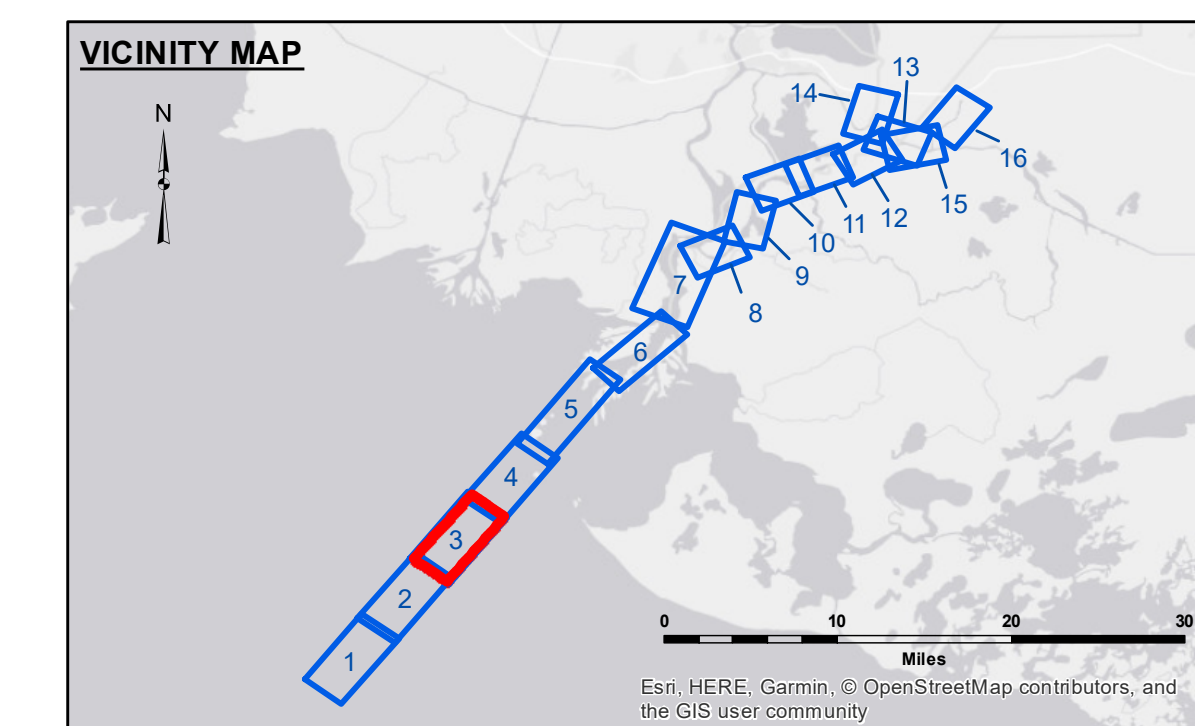 VICINITY MAP
N
13
14
16
15
12
11
10
9
8
7
6
5
4
3
2
1
0 10 20 30
Miles
Esri, HERE, Garmin, © OpenStreetMap contributors, and
the GIS user community